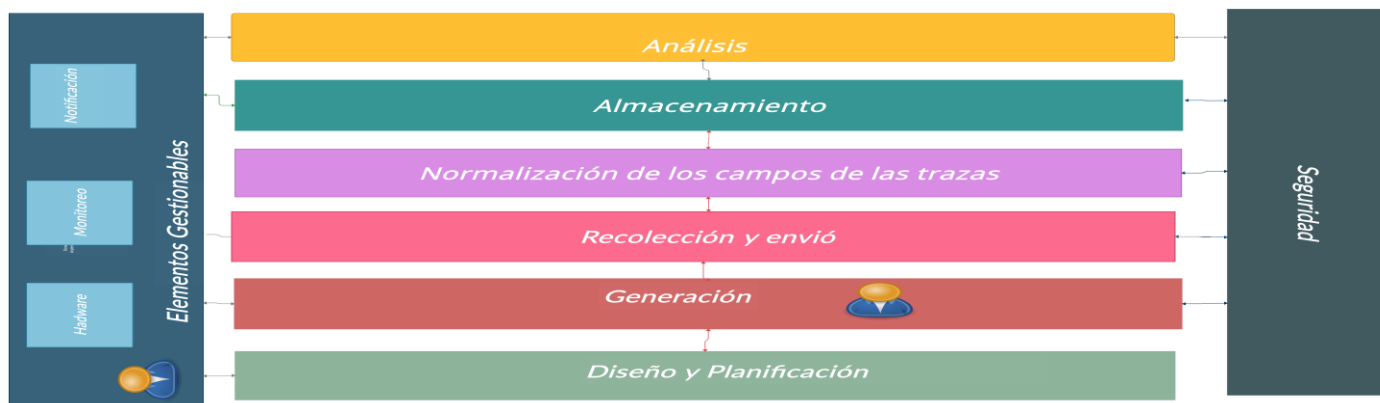 Notificación
Monitoreo
Hadware
Elementos Gestionables
Análisis
Almacenamiento
Normalización de los campos de las trazas
Recolección y envió
Generación
Diseño y Planificación
Seguridad